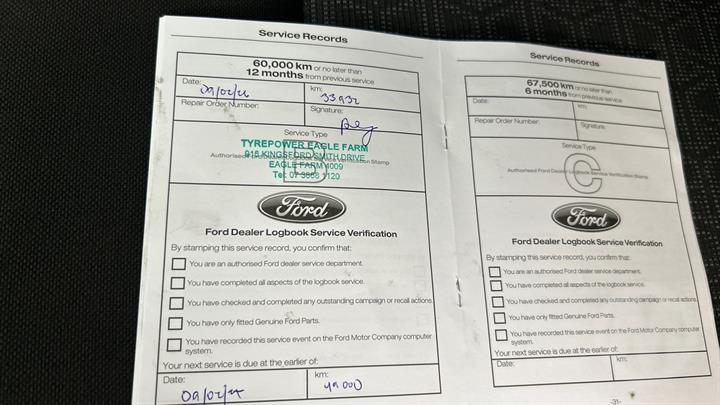 Service Records
60,000 km or no later than
12 months from previous service
Date:
km:
33932
Repair Order Number:
Signature:
Service Type
TYREPOWER EAGLE FARM
916 KINGSFORD SMITH DRIVE
EAGLE FARM 4009
Tel: 07 3868 1120
B
Ford
Ford Dealer Logbook Service Verification
By stamping this service record, you confirm that:
You are an authorised Ford dealer service department.
You have completed all aspects of the logbook service.
You have checked and completed any outstanding campaign or recall actions
You have only fitted Genuine Ford Parts.
You have recorded this service event on the Ford Motor Company computer
system.
Your next service is due at the earlier of:
Date:
km:
Service Records
67,500 km or no later than
6 months from previous service
Date:
km:
Repair Order Number:
Signature:
Service Type
Authorised Ford Dealer Logbook Service Verification Stamp
C
Ford
Ford Dealer Logbook Service Verification
By stamping this service record, you confirm that:
You are an authorised Ford dealer service department.
You have completed all aspects of the logbook service.
You have checked and completed any outstanding campaign or recall actions
You have only fitted Genuine Ford Parts.
You have recorded this service event on the Ford Motor Company computer
system.
Your next service is due at the earlier of:
Date:
km:
-31-